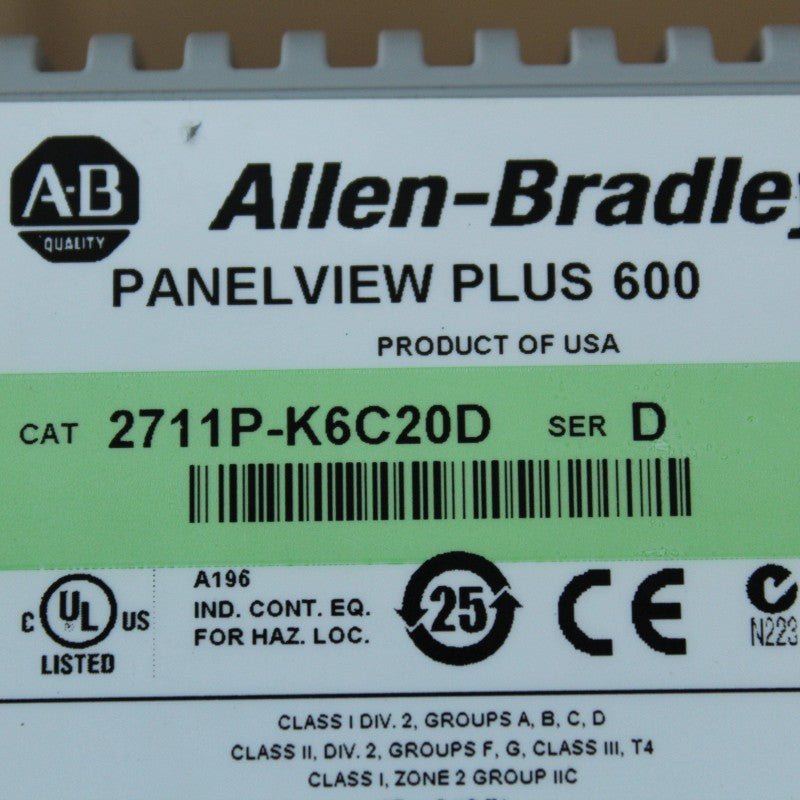 A-B
QUALITY
Allen-Bradley
PANELVIEW PLUS 600
PRODUCT OF USA
CAT 2711P-K6C20D SER D
C UL US
LISTED
A196
IND. CONT. EQ.
FOR HAZ. LOC.
25
CE
N223
CLASS I DIV. 2, GROUPS A, B, C, D
CLASS II, DIV. 2, GROUPS F, G, CLASS III, T4
CLASS I, ZONE 2 GROUP IIC